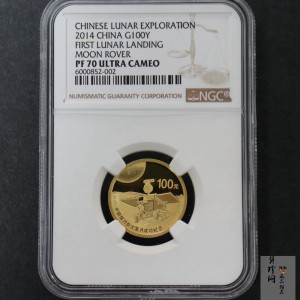 CHINESE LUNAR EXPLORATION
2014 CHINA G100Y
FIRST LUNAR LANDING
MOON ROVER
PF 70 ULTRA CAMEO
6000852-002
NUMISMATIC GUARANTY CORPORATION
NGC
100元